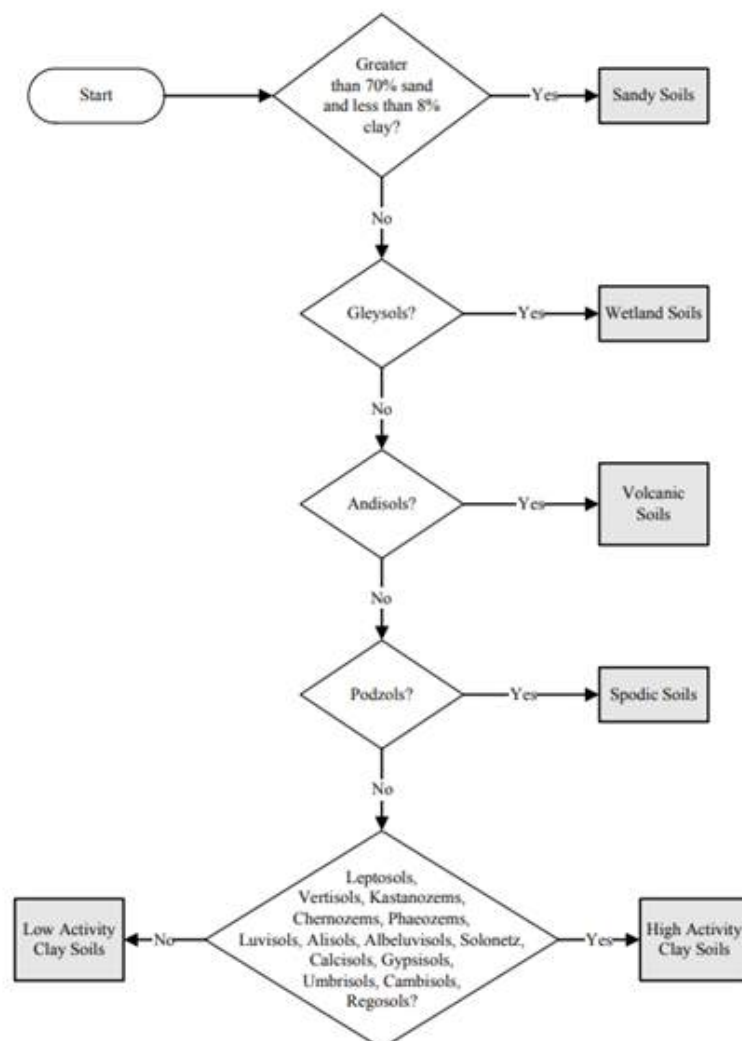 Start
Greater
than 70% sand
and less than 8%
clay?
Yes
Sandy Soils
No
Gleysols?
Yes
Wetland Soils
No
Andisols?
Yes
Volcanic
Soils
No
Podzols?
Yes
Spodic Soils
No
Leptosols,
Vertisols, Kastanozems,
Chernozems, Phaeozems,
Luvisols, Alisols, Albeluvisols, Solonetz,
Calcisols, Gypsisols,
Umbrisols, Cambisols,
Regosols?
Low Activity
Clay Soils
No
Yes
High Activity
Clay Soils